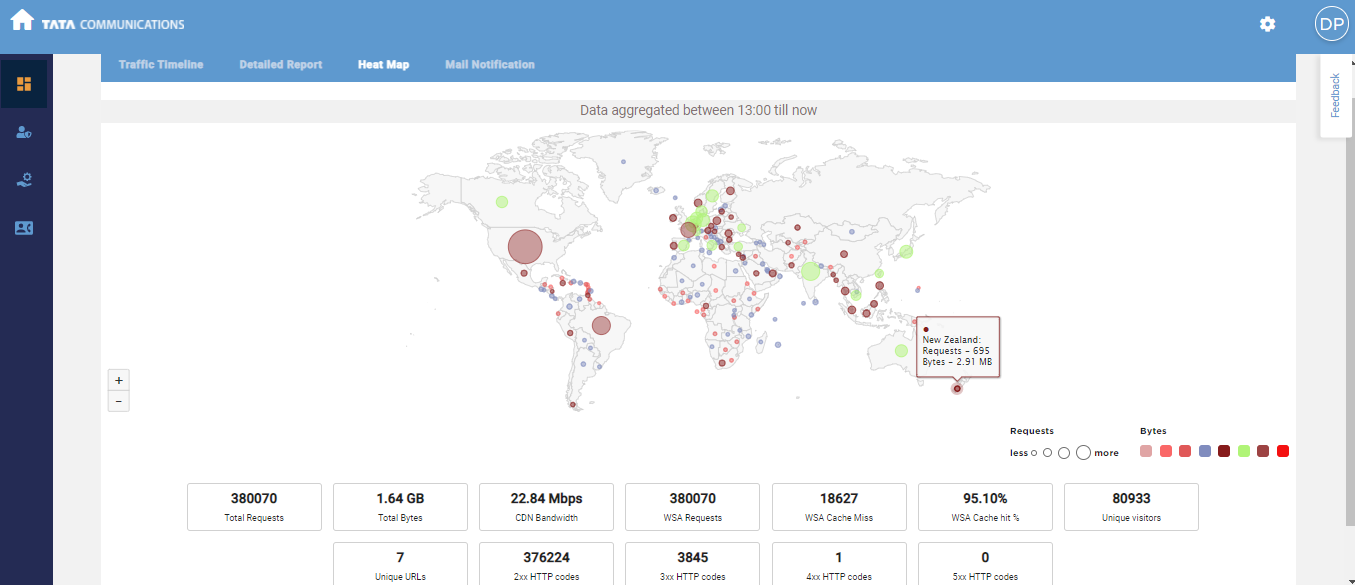 TATA COMMUNICATIONS
DP
Traffic Timeline
Detailed Report
Heat Map
Mail Notification
Feedback
Data aggregated between 13:00 till now
New Zealand:
Requests – 695
Bytes – 2.91 MB
+
−
Requests
Bytes
less
more
380070
Total Requests
1.64 GB
Total Bytes
22.84 Mbps
CDN Bandwidth
380070
WSA Requests
18627
WSA Cache Miss
95.10%
WSA Cache hit %
80933
Unique visitors
7
Unique URLs
376224
2xx HTTP codes
3845
3xx HTTP codes
1
4xx HTTP codes
0
5xx HTTP codes